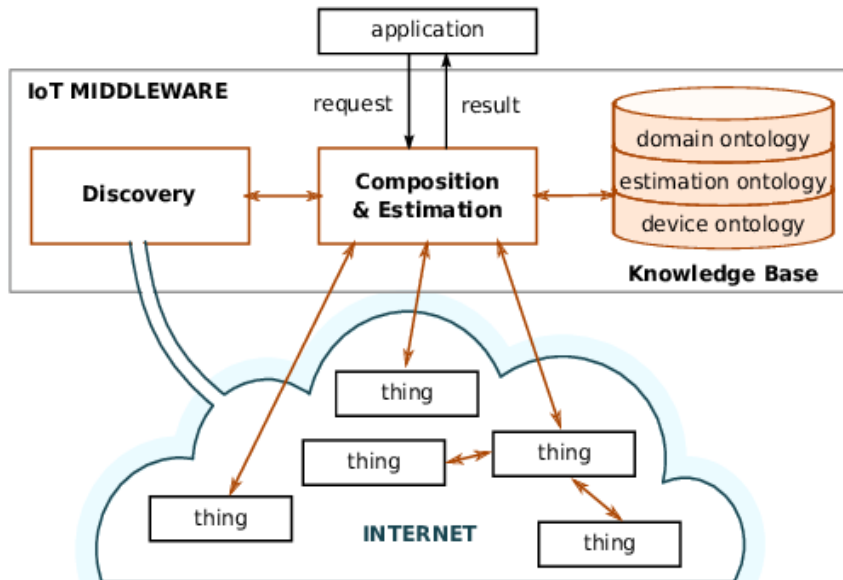 application
IoT MIDDLEWARE
request
result
domain ontology
Discovery
Composition
& Estimation
estimation ontology
device ontology
Knowledge Base
thing
thing
thing
thing
INTERNET
thing